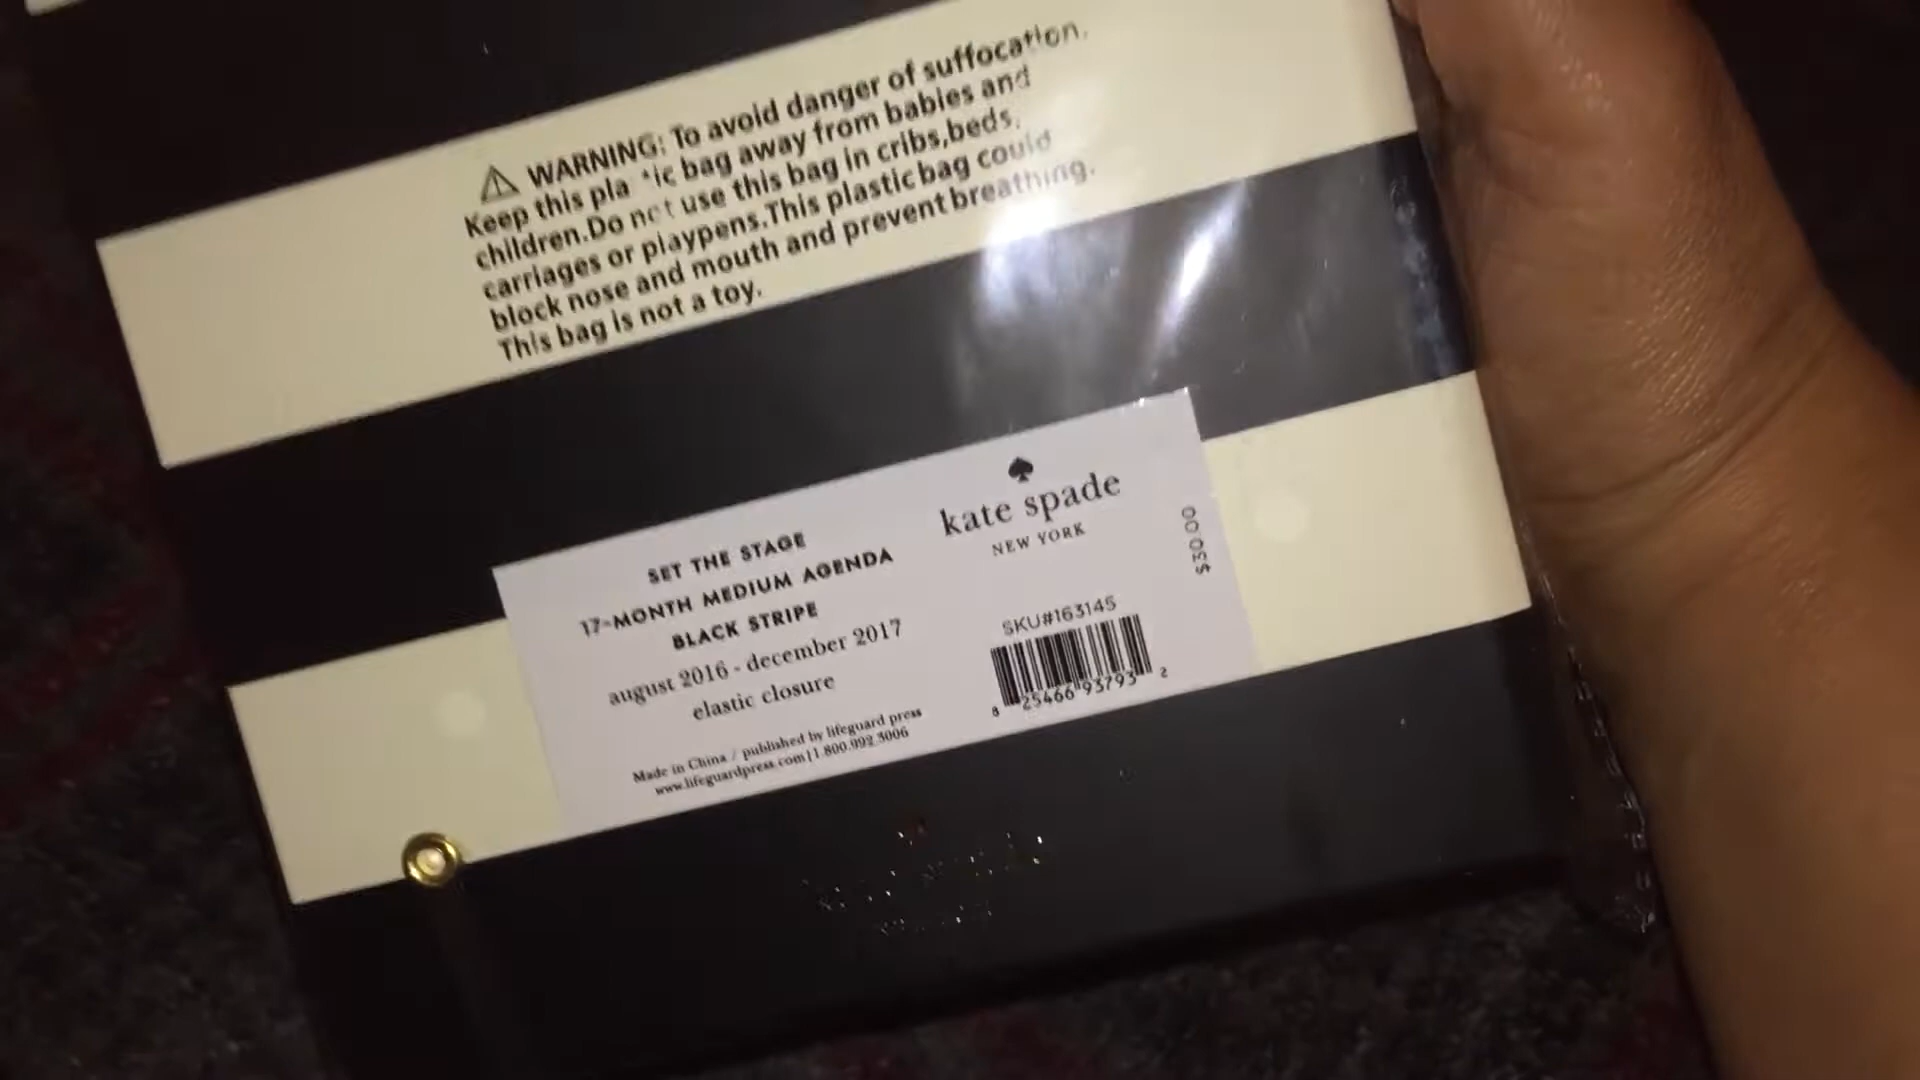 WARNING: To avoid danger of suffocation.
Keep this pla ic bag away from babies and
children.Do not use this bag in cribs,beds,
carriages or playpens.This plastic bag could
block nose and mouth and prevent breathing.
This bag is not a toy.
SET THE STAGE
17-MONTH MEDIUM AGENDA
BLACK STRIPE
august 2016 - december 2017
elastic closure
Made in China / published by lifeguard press
www.lifeguardpress.com|1.800.992.3006
kate spade
NEW YORK
SKU#163145
8 25466 93793 2
$30.00